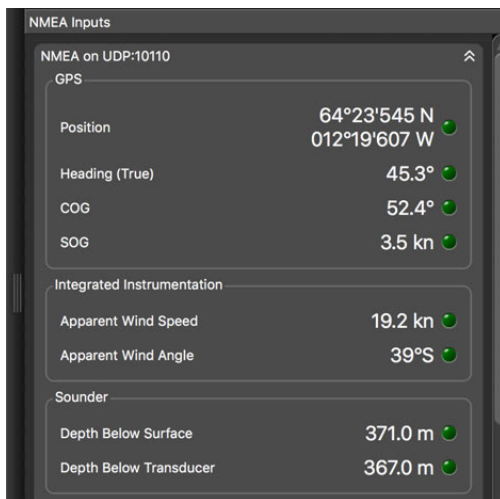 NMEA Inputs
NMEA on UDP:10110
GPS
Position 64°23'545 N
012°19'607 W
Heading (True) 45.3°
COG 52.4°
SOG 3.5 kn
Integrated Instrumentation
Apparent Wind Speed 19.2 kn
Apparent Wind Angle 39°S
Sounder
Depth Below Surface 371.0 m
Depth Below Transducer 367.0 m